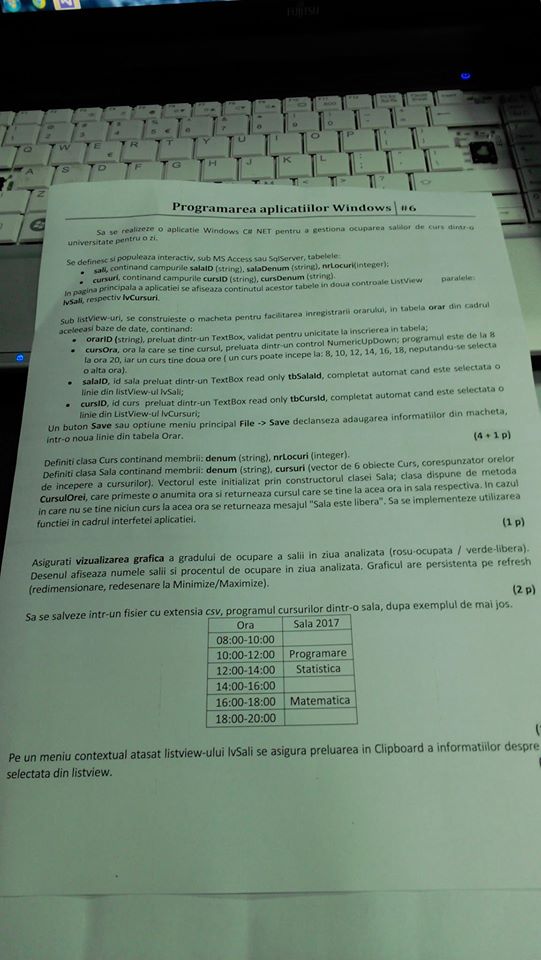 FUJITSU
Programarea aplicatiilor Windows | #6
Sa se realizeze o aplicatie Windows C# NET pentru a gestiona ocuparea salilor de curs dintr-o
universitate pentru o zi.
Se definesc si populeaza interactiv, sub MS Access sau SqlServer, tabelele:
• sali, continand campurile salaID (string), salaDenum (string), nrLocuri(integer);
• cursuri, continand campurile cursID (string), cursDenum (string).
In pagina principala a aplicatiei se afiseaza continutul acestor tabele in doua controale ListView paralele:
lvSali, respectiv lvCursuri.
Sub listView-uri, se construieste o macheta pentru facilitarea inregistrarii orarului, in tabela orar din cadrul
aceleeasi baze de date, continand:
• orarID (string), preluat dintr-un TextBox, validat pentru unicitate la inscrierea in tabela;
• cursOra, ora la care se tine cursul, preluata dintr-un control NumericUpDown; programul este de la 8
la ora 20, iar un curs tine doua ore ( un curs poate incepe la: 8, 10, 12, 14, 16, 18, neputandu-se selecta
o alta ora).
• salaID, id sala preluat dintr-un TextBox read only tbSalaId, completat automat cand este selectata o
linie din listView-ul lvSali;
• cursID, id curs preluat dintr-un TextBox read only tbCursId, completat automat cand este selectata o
linie din ListView-ul lvCursuri;
Un buton Save sau optiune meniu principal File -> Save declanseaza adaugarea informatiilor din macheta,
intr-o noua linie din tabela Orar.
(4 + 1 p)
Definiti clasa Curs continand membrii: denum (string), nrLocuri (integer).
Definiti clasa Sala continand membrii: denum (string), cursuri (vector de 6 obiecte Curs, corespunzator orelor
de incepere a cursurilor). Vectorul este initializat prin constructorul clasei Sala; clasa dispune de metoda
CursulOrei, care primeste o anumita ora si returneaza cursul care se tine la acea ora in sala respectiva. In cazul
in care nu se tine niciun curs la acea ora se returneaza mesajul "Sala este libera". Sa se implementeze utilizarea
functiei in cadrul interfetei aplicatiei.
(1 p)
Asigurati vizualizarea grafica a gradului de ocupare a salii in ziua analizata (rosu-ocupata / verde-libera).
Desenul afiseaza numele salii si procentul de ocupare in ziua analizata. Graficul are persistenta pe refresh
(redimensionare, redesenare la Minimize/Maximize).
(2 p)
Sa se salveze intr-un fisier cu extensia csv, programul cursurilor dintr-o sala, dupa exemplul de mai jos.
Ora Sala 2017
08:00-10:00
10:00-12:00 Programare
12:00-14:00 Statistica
14:00-16:00
16:00-18:00 Matematica
18:00-20:00
Pe un meniu contextual atasat listview-ului lvSali se asigura preluarea in Clipboard a informatiilor despre
selectata din listview.